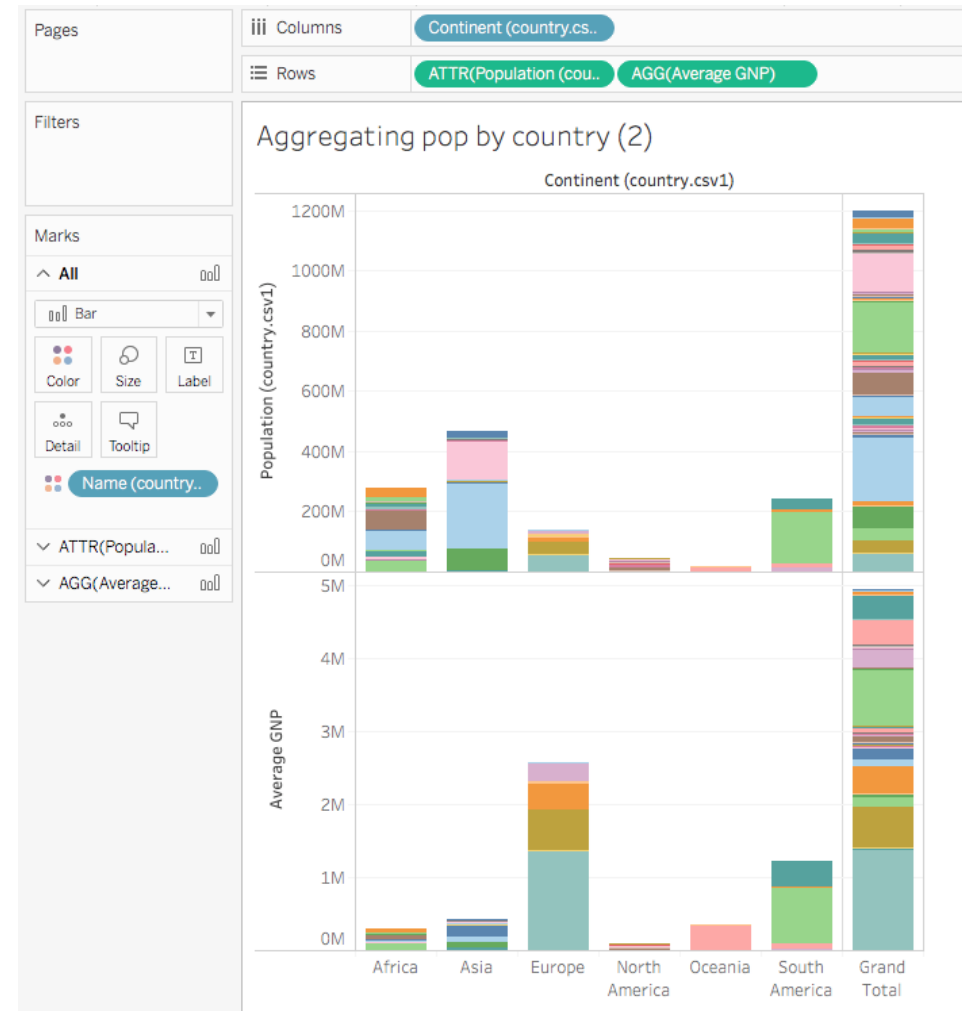 Pages
iii Columns
Continent (country.cs..
Rows
ATTR(Population (cou..
AGG(Average GNP)
Filters
Aggregating pop by country (2)
Continent (country.csv1)
Marks
All
Bar
Color
Size
T
Label
Detail
Tooltip
Name (country..
ATTR(Popula...
AGG(Average...
Population (country.csv1)
1200M
1000M
800M
600M
400M
200M
0M
Average GNP
5M
4M
3M
2M
1M
0M
Africa
Asia
Europe
North
America
Oceania
South
America
Grand
Total